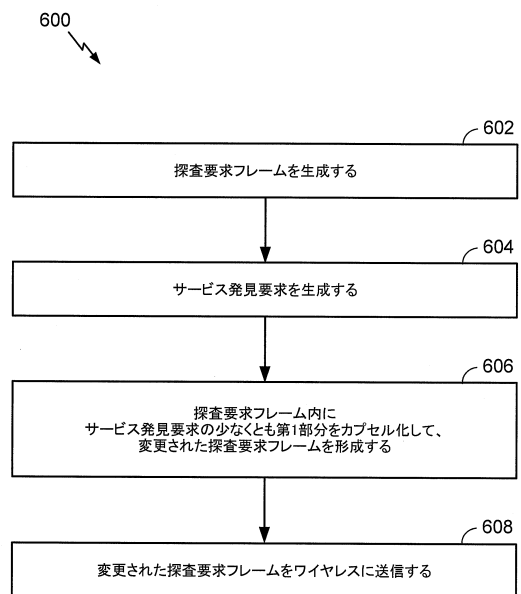 600
602
探査要求フレームを生成する
604
サービス発見要求を生成する
606
探査要求フレーム内に
サービス発見要求の少なくとも第1部分をカプセル化して、
変更された探査要求フレームを形成する
608
変更された探査要求フレームをワイヤレスに送信する